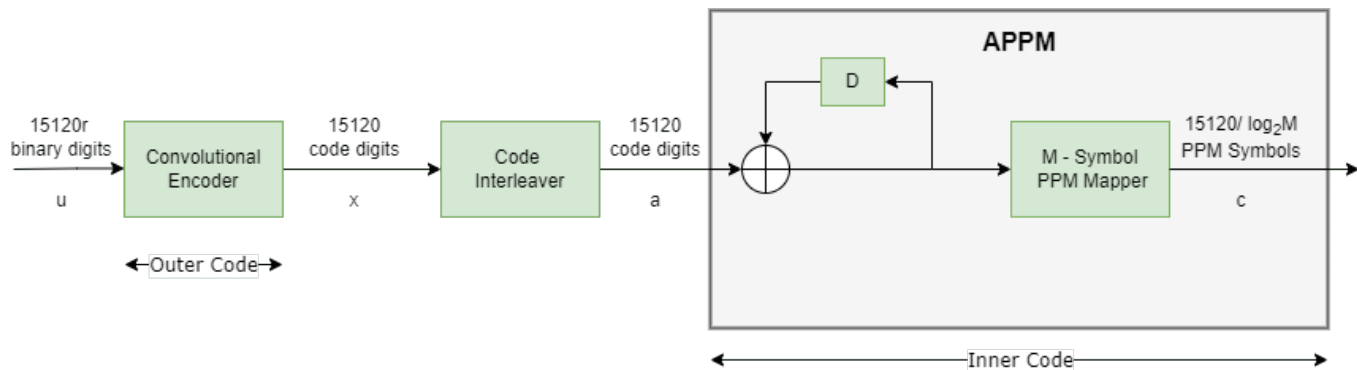 APPM
D
15120r
binary digits
u
Convolutional
Encoder
15120
code digits
x
Code
Interleaver
15120
code digits
a
M - Symbol
PPM Mapper
15120/ log₂M
PPM Symbols
c
Outer Code
Inner Code